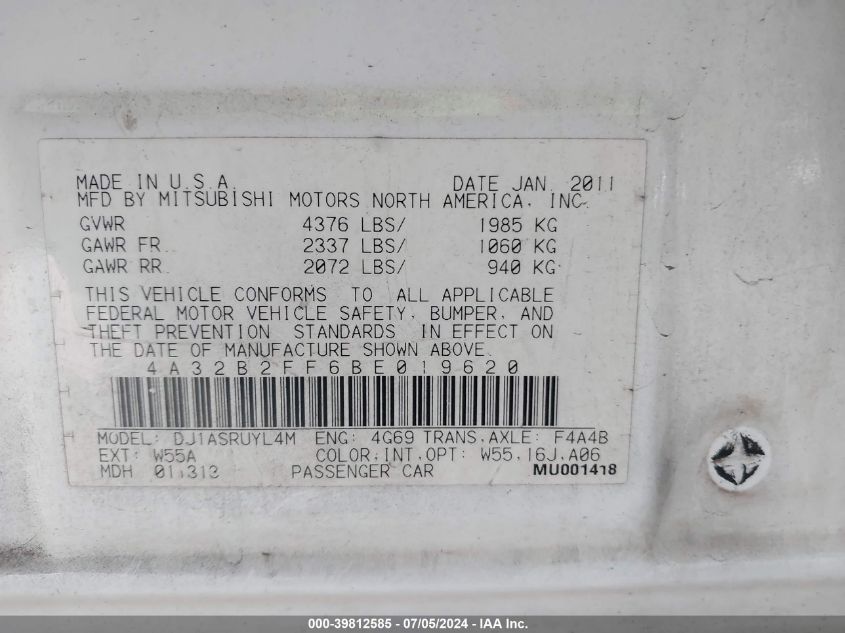 MADE IN U.S.A. DATE JAN. 2011
MFD BY MITSUBISHI MOTORS NORTH AMERICA, INC.
GVWR 4376 LBS/ 1985 KG
GAWR FR. 2337 LBS/ 1060 KG
GAWR RR. 2072 LBS/ 940 KG
THIS VEHICLE CONFORMS TO ALL APPLICABLE
FEDERAL MOTOR VEHICLE SAFETY, BUMPER, AND
THEFT PREVENTION STANDARDS IN EFFECT ON
THE DATE OF MANUFACTURE SHOWN ABOVE.
4A32B2FF6BE019620
MODEL: DJ1ASRUYL4M ENG: 4G69 TRANS.AXLE: F4A4B
EXT: W55A COLOR,INT,OPT: W55,16J,A06
MDH 011313 PASSENGER CAR MU001418
000-39812585 - 07/05/2024 - IAA Inc.